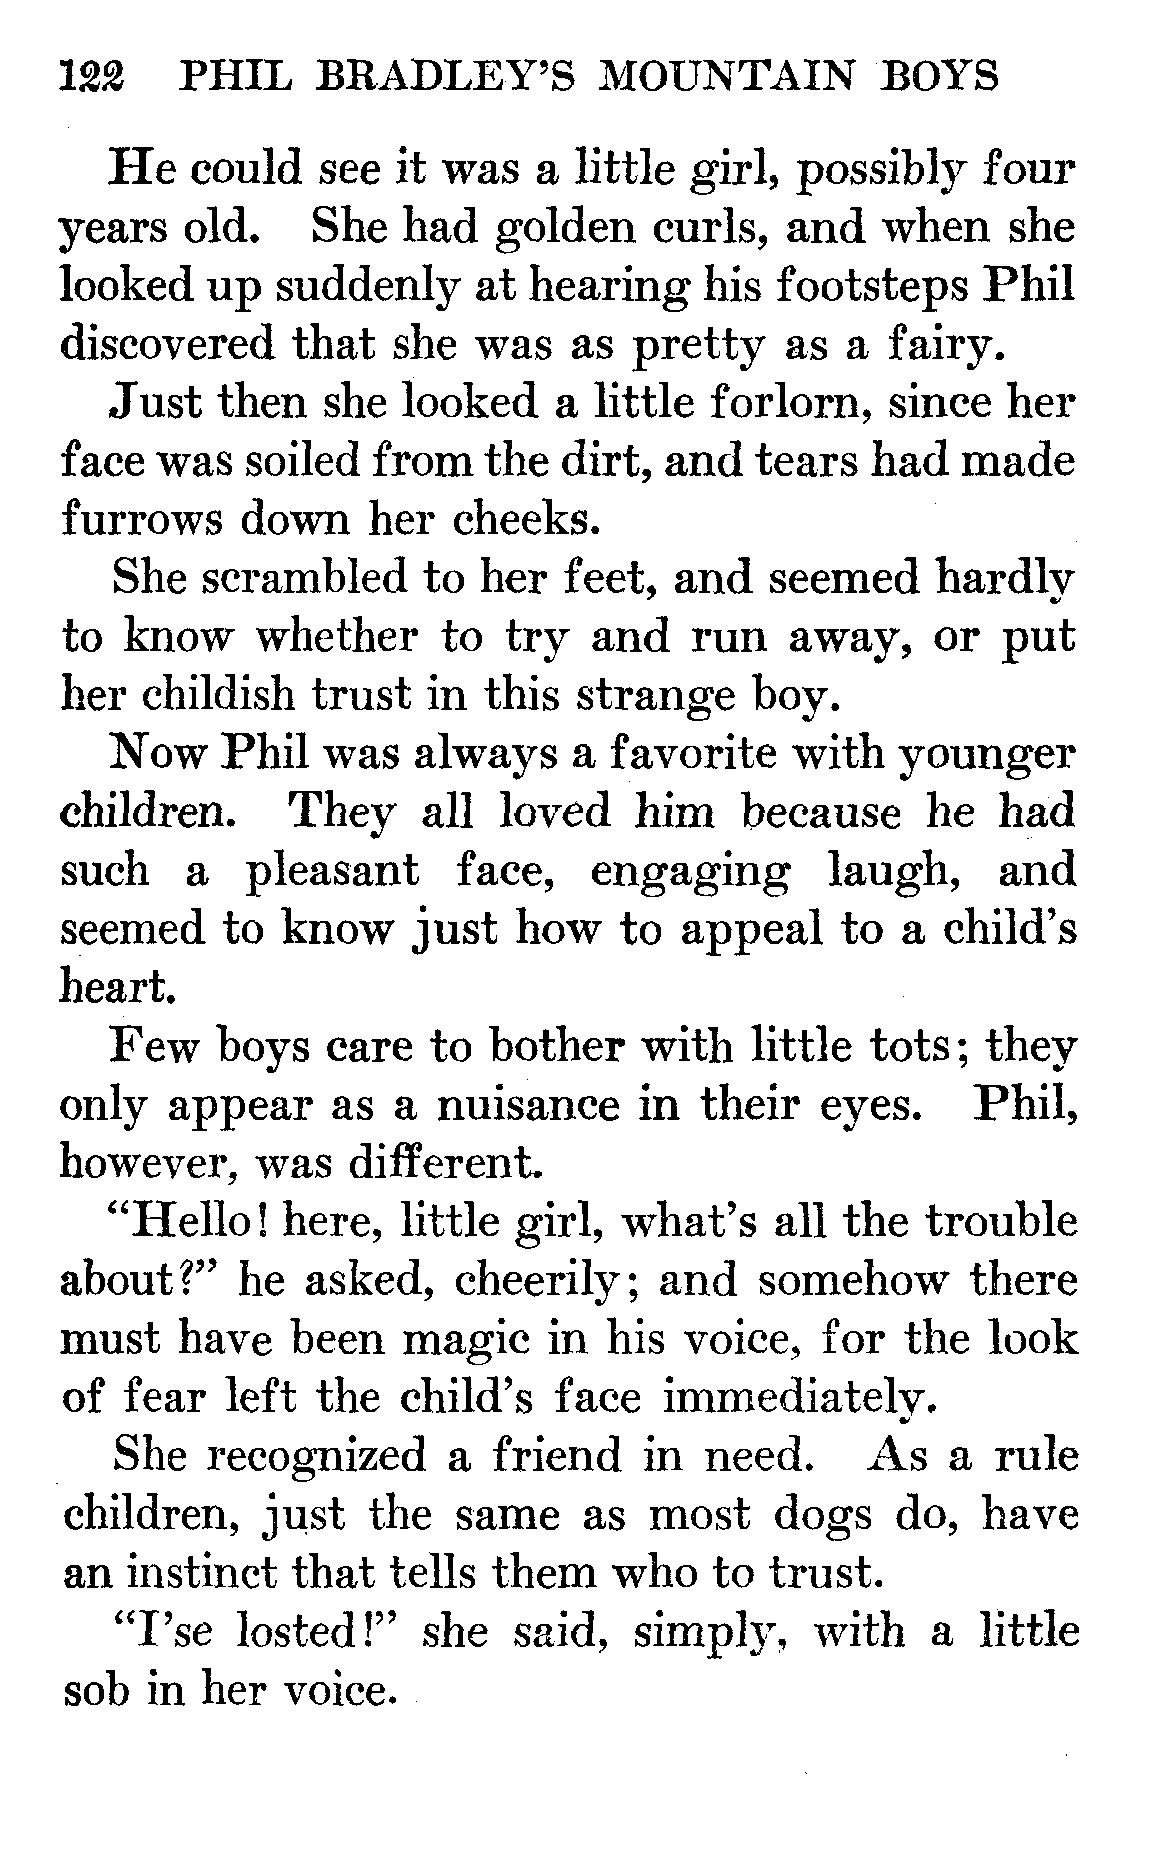 122 PHIL BRADLEY'S MOUNTAIN BOYS
He could see it was a little girl, possibly four
years old. She had golden curls, and when she
looked up suddenly at hearing his footsteps Phil
discovered that she was as pretty as a fairy.
Just then she looked a little forlorn, since her
face was soiled from the dirt, and tears had made
furrows down her cheeks.
She scrambled to her feet, and seemed hardly
to know whether to try and run away, or put
her childish trust in this strange boy.
Now Phil was always a favorite with younger
children. They all loved him because he had
such a pleasant face, engaging laugh, and
seemed to know just how to appeal to a child's
heart.
Few boys care to bother with little tots; they
only appear as a nuisance in their eyes. Phil,
however, was different.
"Hello! here, little girl, what's all the trouble
about?" he asked, cheerily; and somehow there
must have been magic in his voice, for the look
of fear left the child's face immediately.
She recognized a friend in need. As a rule
children, just the same as most dogs do, have
an instinct that tells them who to trust.
"I'se losted!" she said, simply, with a little
sob in her voice.